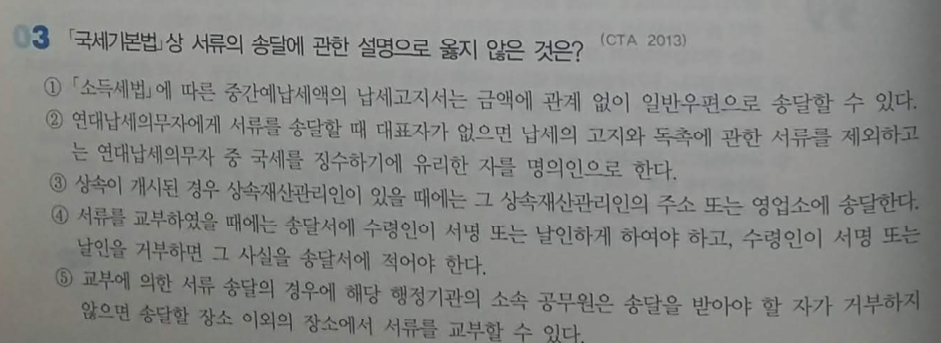 03 「국세기본법」상 서류의 송달에 관한 설명으로 옳지 않은 것은? (CTA 2013)
① 「소득세법」에 따른 중간예납세액의 납세고지서는 금액에 관계 없이 일반우편으로 송달할 수 있다.
② 연대납세의무자에게 서류를 송달할 때 대표자가 없으면 납세의 고지와 독촉에 관한 서류를 제외하고
는 연대납세의무자 중 국세를 징수하기에 유리한 자를 명의인으로 한다.
③ 상속이 개시된 경우 상속재산관리인이 있을 때에는 그 상속재산관리인의 주소 또는 영업소에 송달한다.
④ 서류를 교부하였을 때에는 송달서에 수령인이 서명 또는 날인하게 하여야 하고, 수령인이 서명 또는
날인을 거부하면 그 사실을 송달서에 적어야 한다.
⑤ 교부에 의한 서류 송달의 경우에 해당 행정기관의 소속 공무원은 송달을 받아야 할 자가 거부하지
않으면 송달할 장소 이외의 장소에서 서류를 교부할 수 있다.